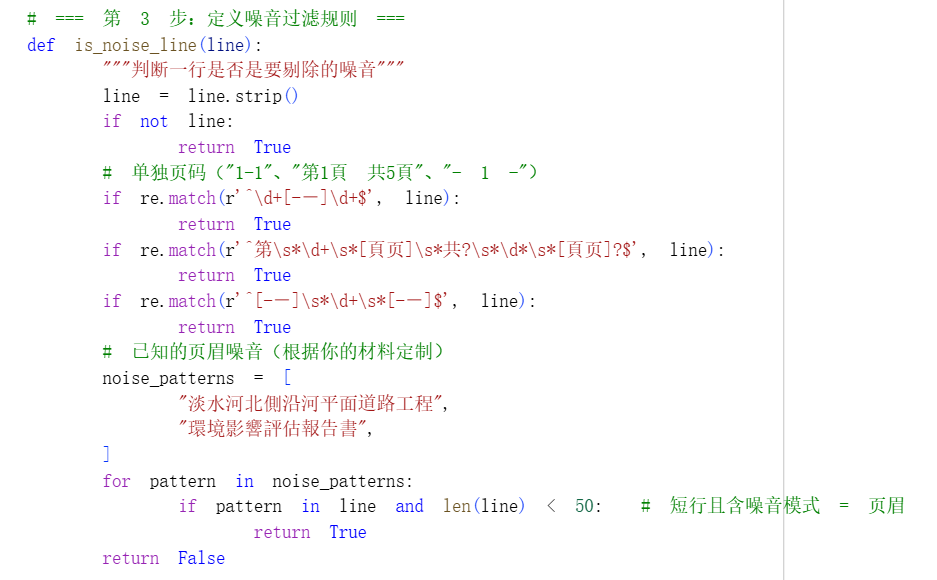 # === 第 3 步：定义噪音过滤规则 ===
def is_noise_line(line):
"""判断一行是否是要剔除的噪音"""
line = line.strip()
if not line:
return True
# 单独页码（"1-1"、"第1頁 共5頁"、"- 1 -"）
if re.match(r'^\d+[-－]\d+$', line):
return True
if re.match(r'^第\s*\d+\s*[頁页]\s*共?\s*\d*\s*[頁页]?$', line):
return True
if re.match(r'^[-－]\s*\d+\s*[-－]$', line):
return True
# 已知的页眉噪音（根据你的材料定制）
noise_patterns = [
"淡水河北側沿河平面道路工程",
"環境影響評估報告書",
]
for pattern in noise_patterns:
if pattern in line and len(line) < 50: # 短行且含噪音模式 = 页眉
return True
return False